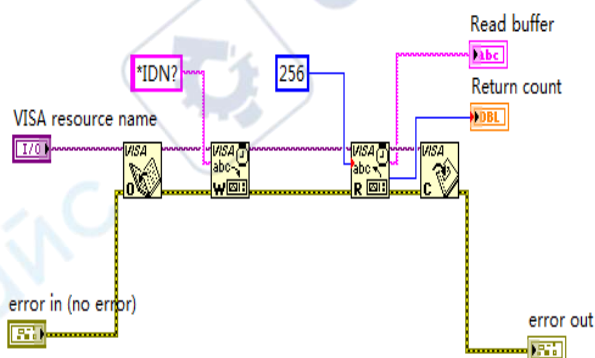 Read buffer
*IDN?
256
abc
Return count
DBL
VISA resource name
I/O
VISA
O
VISA
abc
W
VISA
abc
R
VISA
C
error in (no error)
error out